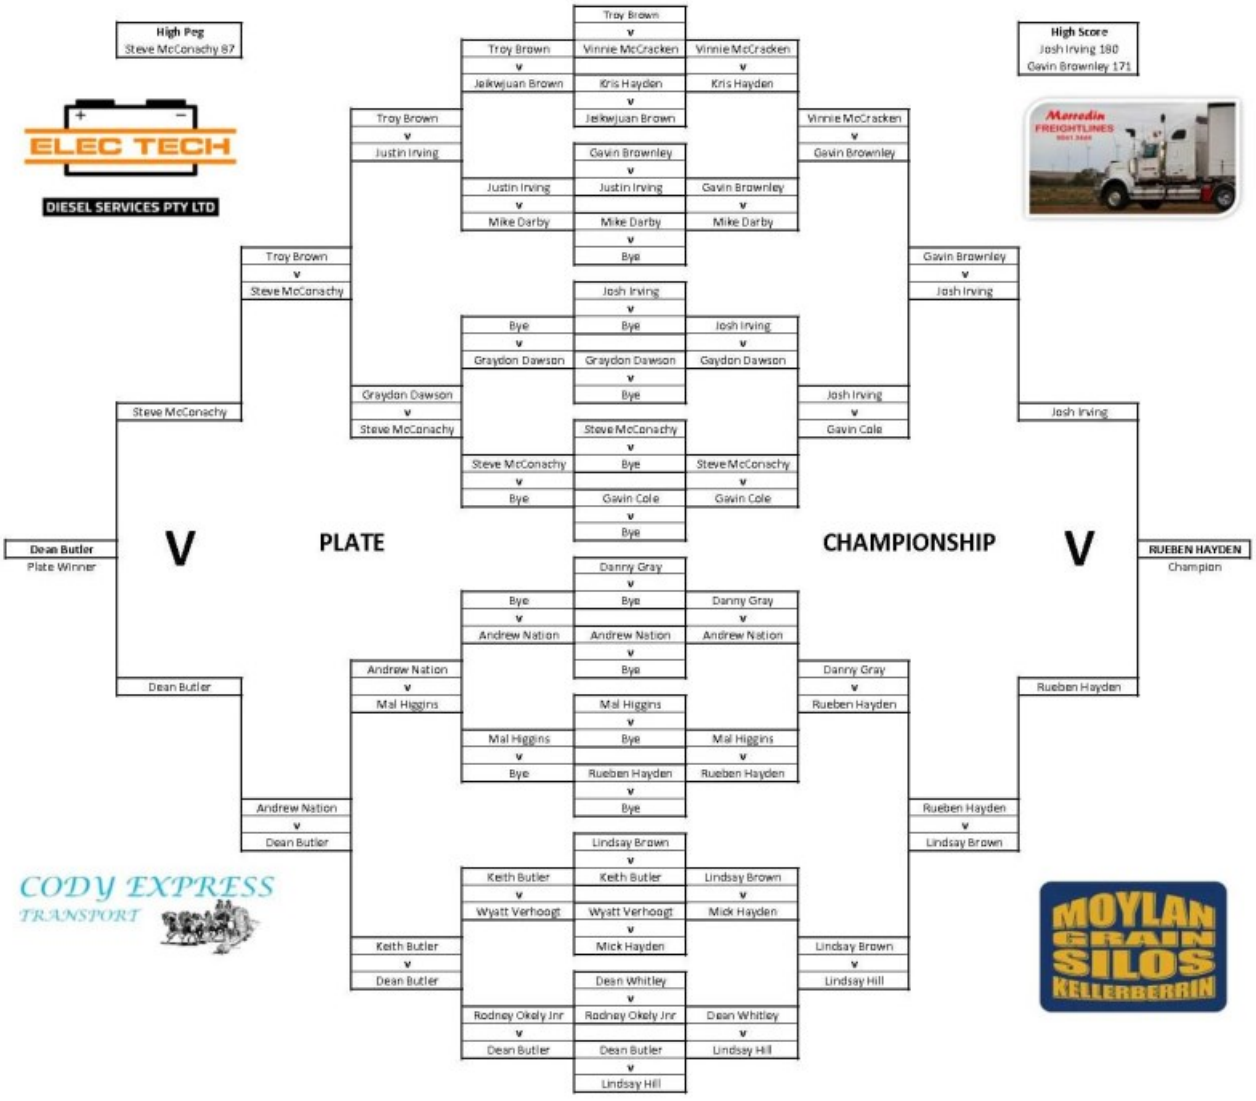 High Peg
Steve McConachy 87
High Score
Josh Irving 180
Gavin Brownley 171
+ −
ELEC TECH
DIESEL SERVICES PTY LTD
Merredin
FREIGHTLINES
Troy Brown
Troy Brown v Vinnie McCracken Vinnie McCracken
v v
Jeikwjuan Brown Kris Hayden Kris Hayden
Troy Brown v Vinnie McCracken
v Jeikwjuan Brown v
Justin Irving Gavin Brownley Gavin Brownley
v
Justin Irving Justin Irving Gavin Brownley
v v
Mike Darby Mike Darby Mike Darby
v
Troy Brown Bye Gavin Brownley
v v
Steve McConachy Josh Irving Josh Irving
v
Bye Bye Josh Irving
v v
Graydon Dawson Graydon Dawson Gaydon Dawson
v
Graydon Dawson Bye Josh Irving
v v
Steve McConachy Steve McConachy Josh Irving
Steve McConachy v Gavin Cole
Steve McConachy Bye Steve McConachy
v v
Bye Gavin Cole Gavin Cole
v
Bye
V PLATE CHAMPIONSHIP V
Dean Butler RUEBEN HAYDEN
Plate Winner Danny Gray Champion
v
Bye Bye Danny Gray
v v
Andrew Nation Andrew Nation Andrew Nation
v
Andrew Nation Bye Danny Gray
v v
Dean Butler Rueben Hayden
Mal Higgins Mal Higgins Rueben Hayden
v
Mal Higgins Bye Mal Higgins
v v
Bye Rueben Hayden Rueben Hayden
v
Andrew Nation Bye Rueben Hayden
v v
Dean Butler Lindsay Brown Lindsay Brown
v
Keith Butler Keith Butler Lindsay Brown
v v
Wyatt Verhoogt Wyatt Verhoogt Mick Hayden
v
Keith Butler Mick Hayden Lindsay Brown
v v
Dean Butler Dean Whitley Lindsay Hill
v
Rodney Okely Jnr Rodney Okely Jnr Dean Whitley
v v
Dean Butler Dean Butler Lindsay Hill
v
Lindsay Hill
CODY EXPRESS
TRANSPORT
MOYLAN
GRAIN
SILOS
KELLERBERRIN